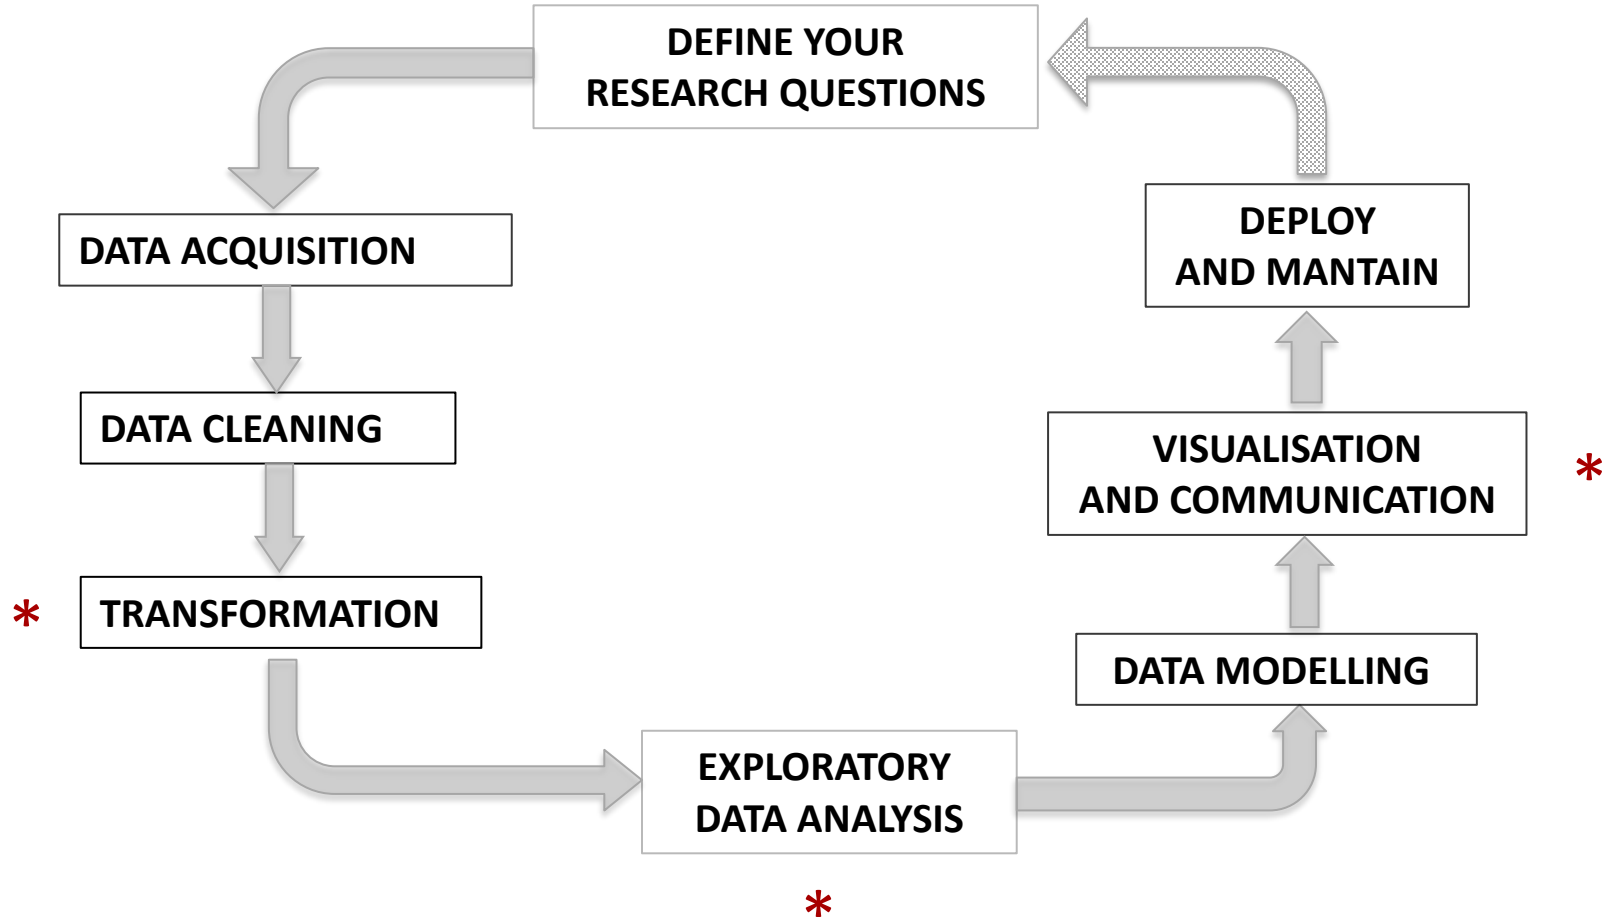 DEFINE YOUR
RESEARCH QUESTIONS
DATA ACQUISITION
DATA CLEANING
*
TRANSFORMATION
EXPLORATORY
DATA ANALYSIS
*
DATA MODELLING
VISUALISATION
AND COMMUNICATION
*
DEPLOY
AND MANTAIN